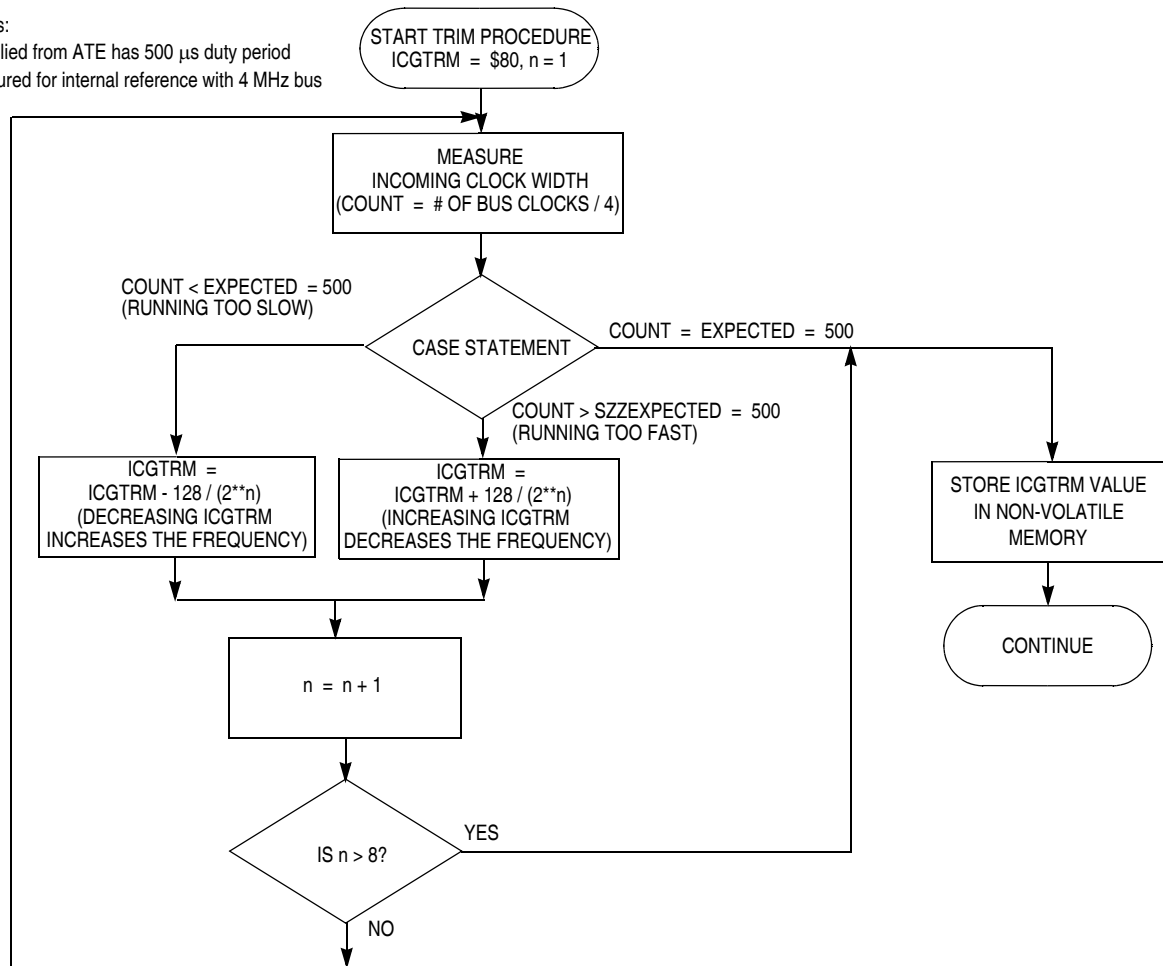 s:
lied from ATE has 500 μs duty period
ured for internal reference with 4 MHz bus
START TRIM PROCEDURE
ICGTRM = $80, n = 1
MEASURE
INCOMING CLOCK WIDTH
(COUNT = # OF BUS CLOCKS / 4)
COUNT < EXPECTED = 500
(RUNNING TOO SLOW)
CASE STATEMENT
COUNT = EXPECTED = 500
COUNT > SZZEXPECTED = 500
(RUNNING TOO FAST)
ICGTRM =
ICGTRM - 128 / (2**n)
(DECREASING ICGTRM
INCREASES THE FREQUENCY)
ICGTRM =
ICGTRM + 128 / (2**n)
(INCREASING ICGTRM
DECREASES THE FREQUENCY)
STORE ICGTRM VALUE
IN NON-VOLATILE
MEMORY
CONTINUE
n = n + 1
IS n > 8?
YES
NO